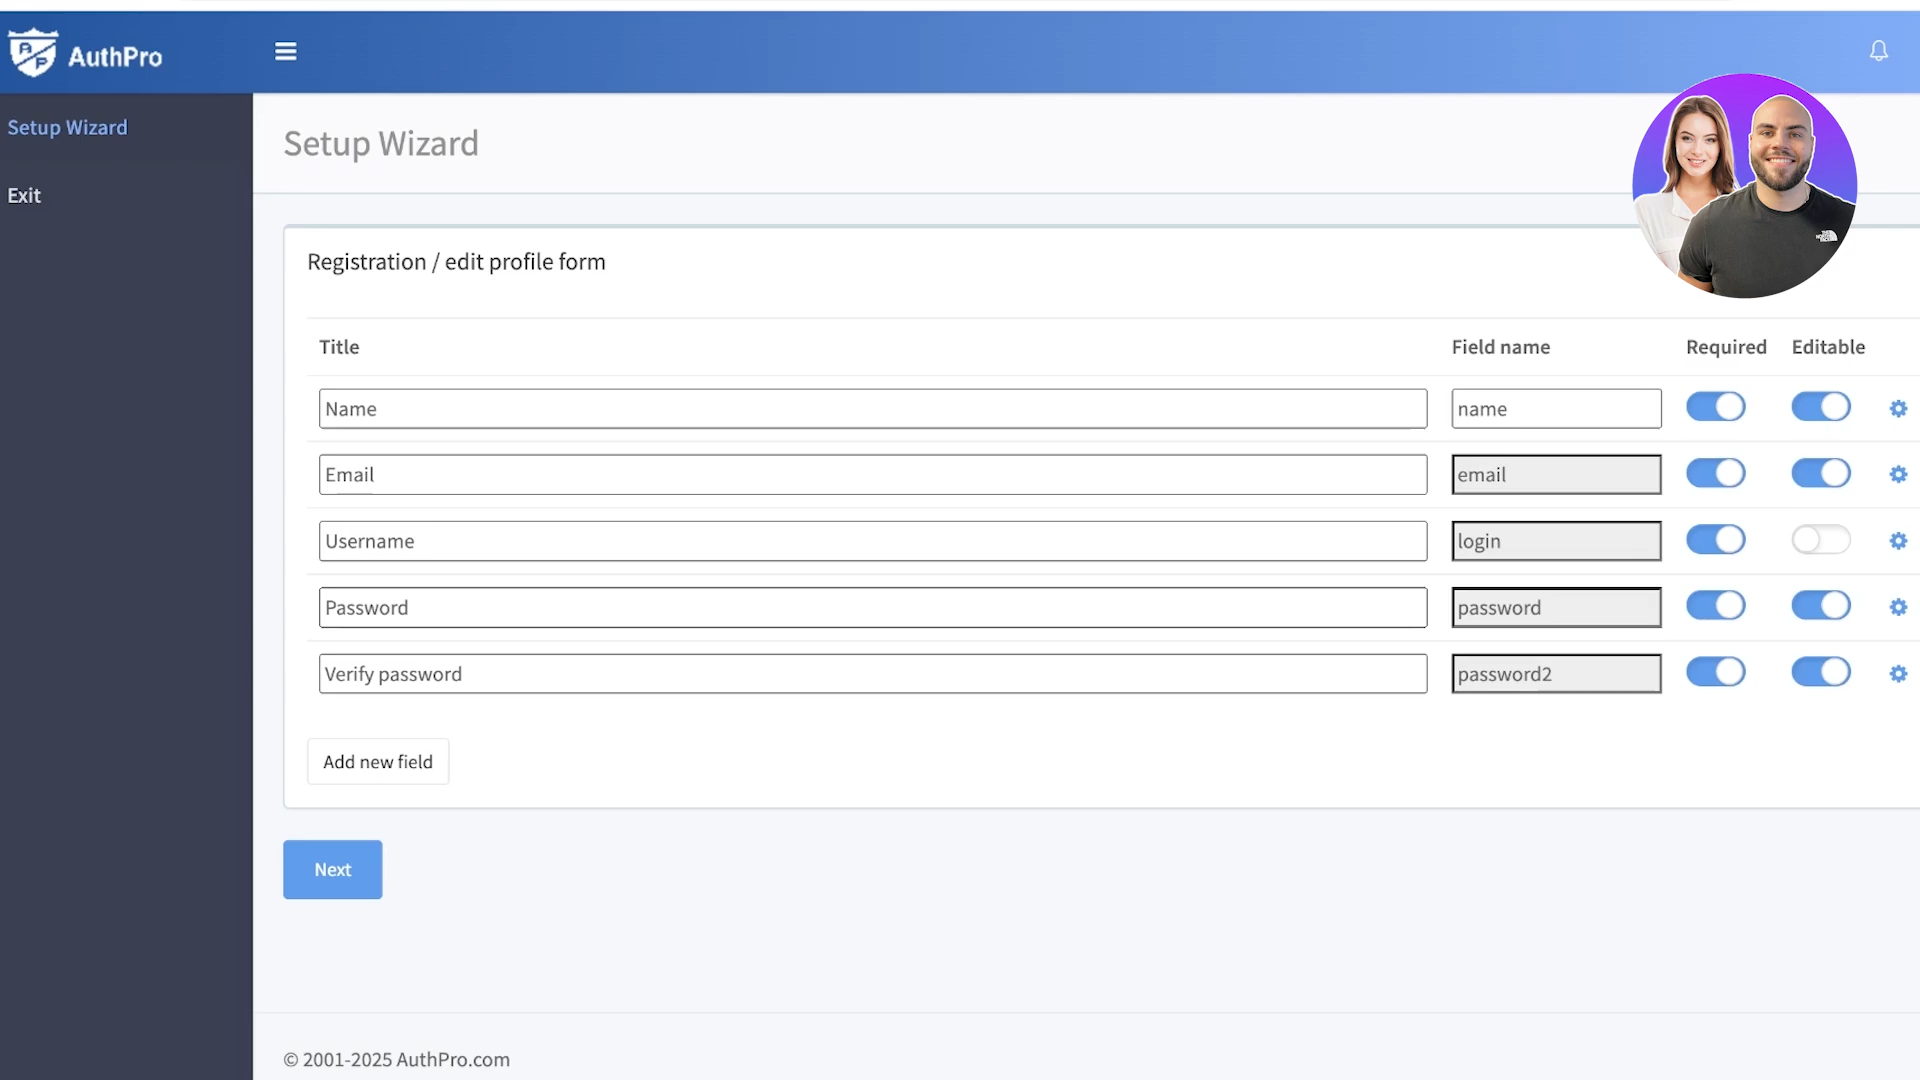 AuthPro
Setup Wizard
Exit
Setup Wizard
Registration / edit profile form
Title Field name Required Editable
Name name
Email email
Username login
Password password
Verify password password2
Add new field
Next
© 2001-2025 AuthPro.com